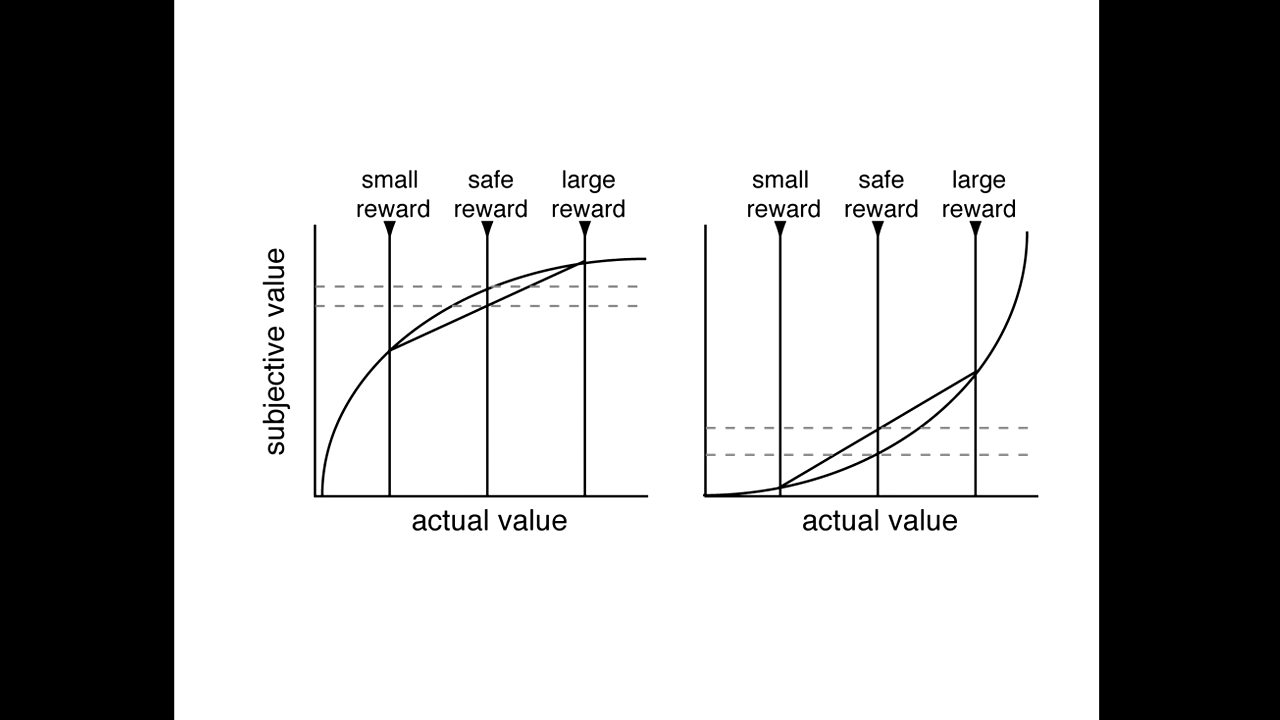 small safe large
reward reward reward
small safe large
reward reward reward
subjective value
actual value
actual value